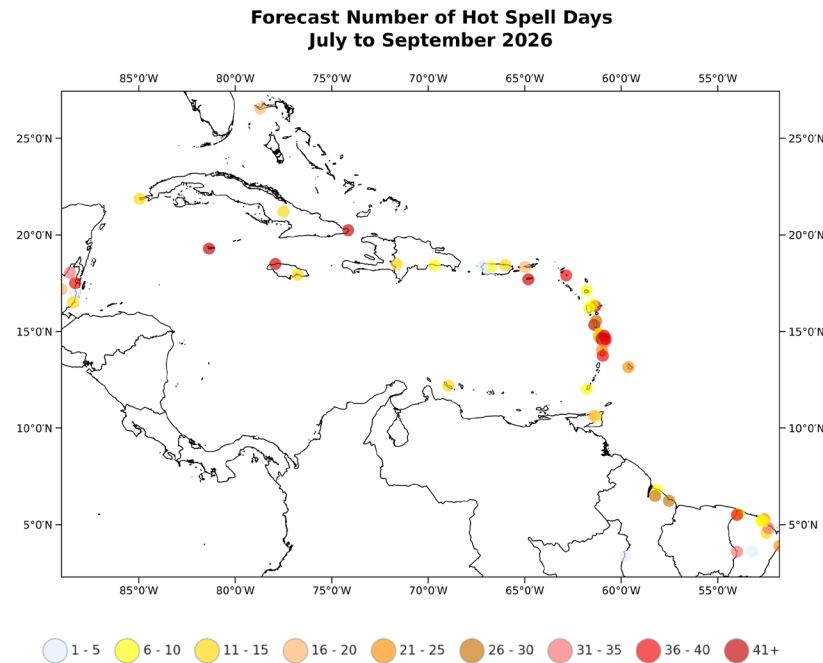 Forecast Number of Hot Spell Days
July to September 2026
85°0′W 80°0′W 75°0′W 70°0′W 65°0′W 60°0′W 55°0′W
25°0′N 25°0′N
20°0′N 20°0′N
15°0′N 15°0′N
10°0′N 10°0′N
5°0′N 5°0′N
85°0′W 80°0′W 75°0′W 70°0′W 65°0′W 60°0′W 55°0′W
1 - 5 6 - 10 11 - 15 16 - 20 21 - 25 26 - 30 31 - 35 36 - 40 41+